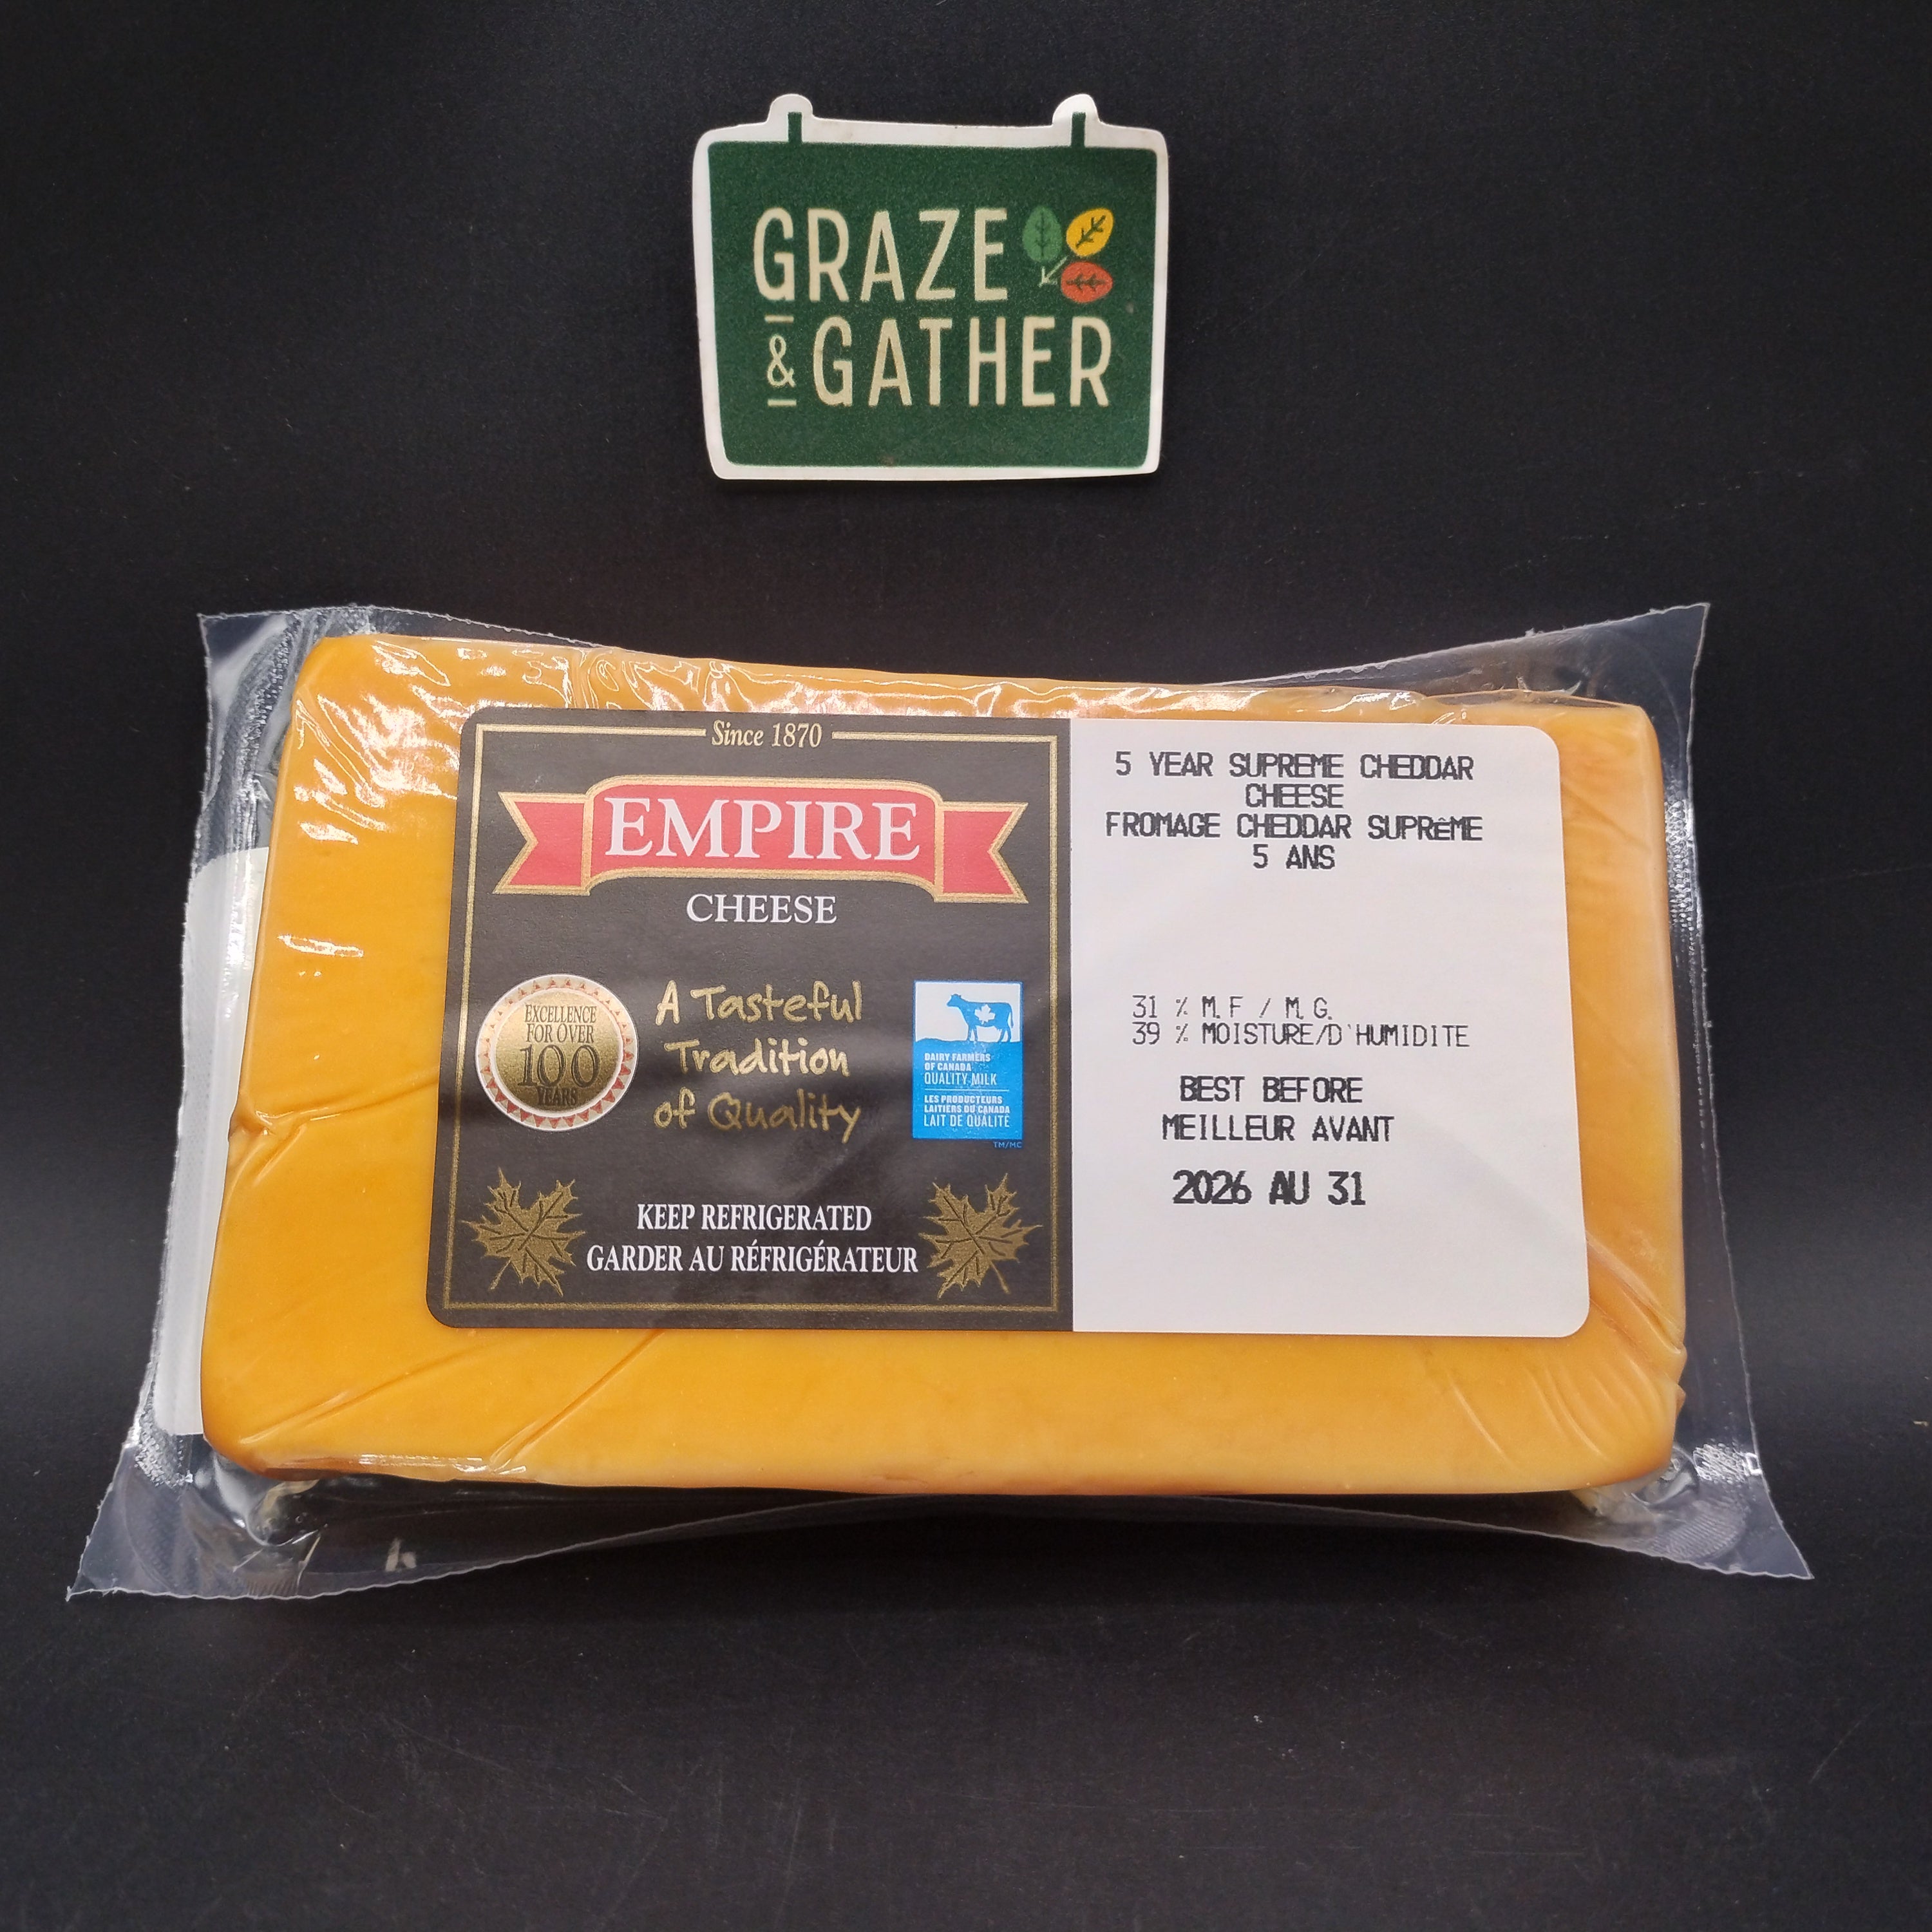 GRAZE
& GATHER
Since 1870
EMPIRE
CHEESE
EXCELLENCE
FOR OVER
100
YEARS
A Tasteful
Tradition
of Quality
DAIRY FARMERS
OF CANADA
QUALITY MILK
LES PRODUCTEURS
LAITIERS DU CANADA
LAIT DE QUALITÉ
TM/MC
KEEP REFRIGERATED
GARDER AU RÉFRIGÉRATEUR
5 YEAR SUPREME CHEDDAR
CHEESE
FROMAGE CHEDDAR SUPRêME
5 ANS
31 % M.F / M.G.
39 % MOISTURE/D'HUMIDITE
BEST BEFORE
MEILLEUR AVANT
2026 AU 31